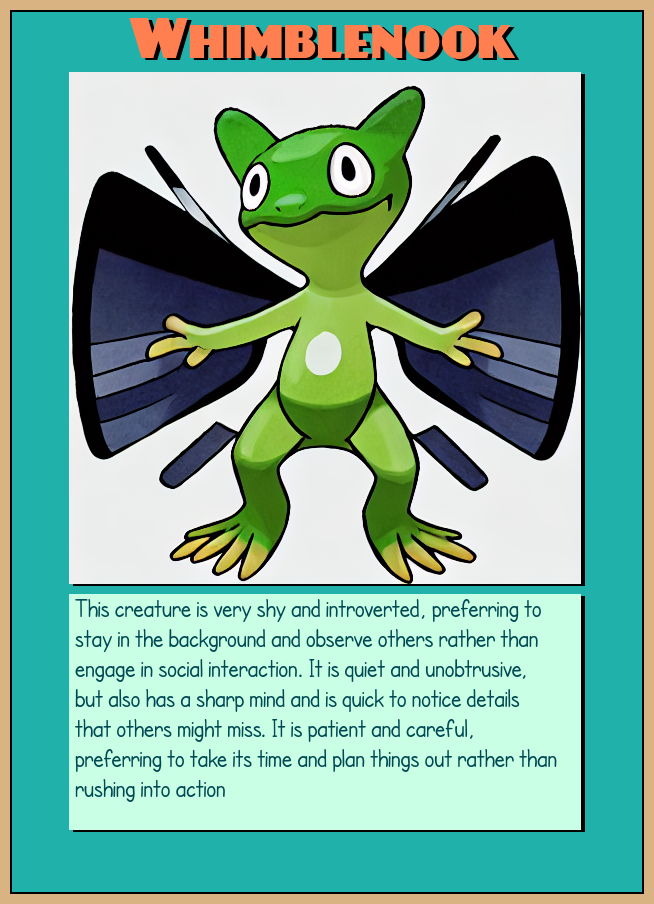 Whimblenook
This creature is very shy and introverted, preferring to
stay in the background and observe others rather than
engage in social interaction. It is quiet and unobtrusive,
but also has a sharp mind and is quick to notice details
that others might miss. It is patient and careful,
preferring to take its time and plan things out rather than
rushing into action